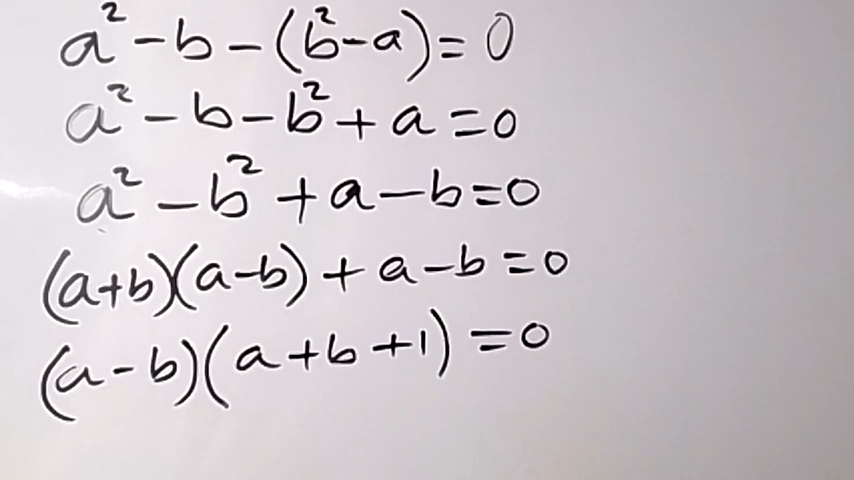 a² - b - (b² - a) = 0
a² - b - b² + a = 0
a² - b² + a - b = 0
(a+b)(a-b) + a - b = 0
(a - b)(a + b + 1) = 0